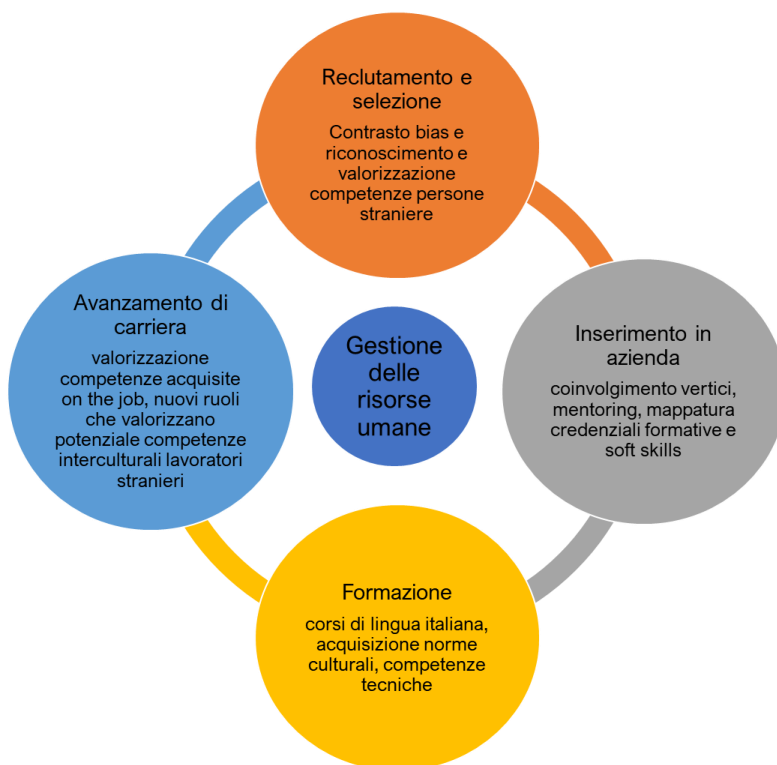 Reclutamento e
selezione
Contrasto bias e
riconoscimento e
valorizzazione
competenze persone
straniere
Avanzamento di
carriera
valorizzazione
competenze acquisite
on the job, nuovi ruoli
che valorizzano
potenziale competenze
interculturali lavoratori
stranieri
Gestione
delle
risorse
umane
Inserimento in
azienda
coinvolgimento vertici,
mentoring, mappatura
credenziali formative e
soft skills
Formazione
corsi di lingua italiana,
acquisizione norme
culturali, competenze
tecniche